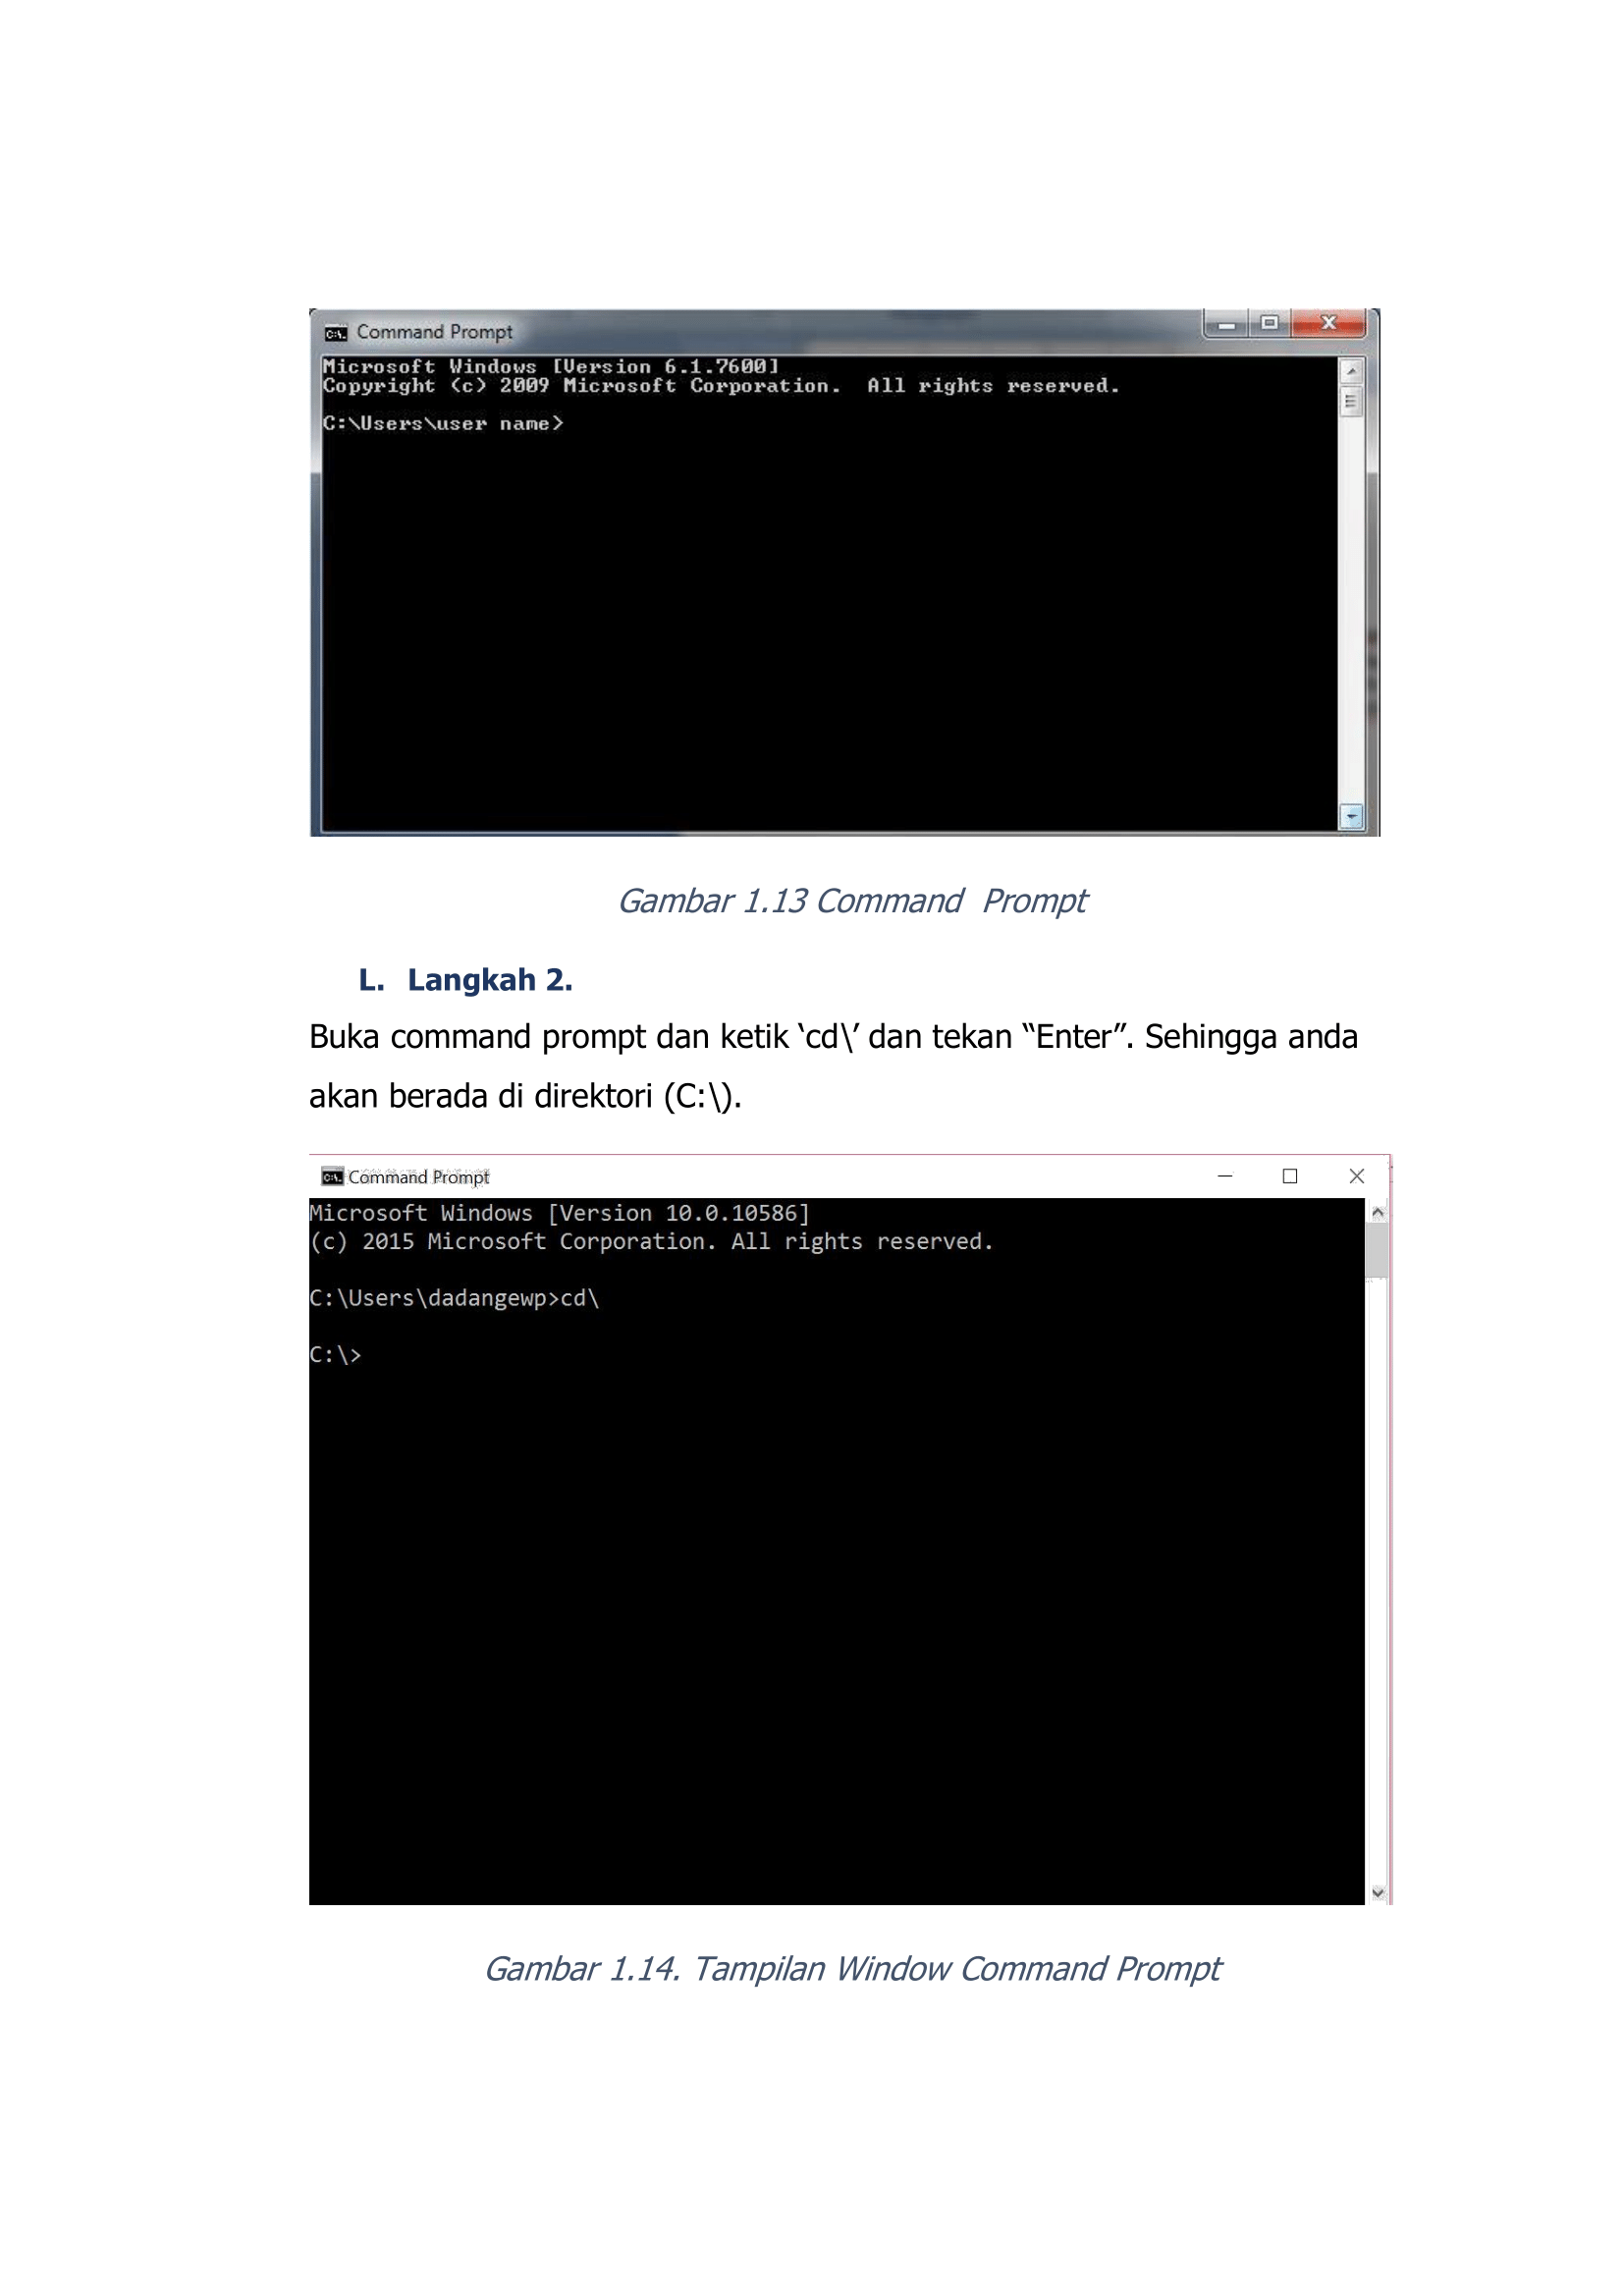 Command Prompt
Microsoft Windows [Version 6.1.7600]
Copyright (c) 2009 Microsoft Corporation.  All rights reserved.
C:\Users\user name>
Gambar 1.13 Command  Prompt
L. Langkah 2.
Buka command prompt dan ketik ‘cd\’ dan tekan “Enter”. Sehingga anda
akan berada di direktori (C:\).
Command Prompt
Microsoft Windows [Version 10.0.10586]
(c) 2015 Microsoft Corporation. All rights reserved.
C:\Users\dadangewp>cd\
C:\>
Gambar 1.14. Tampilan Window Command Prompt